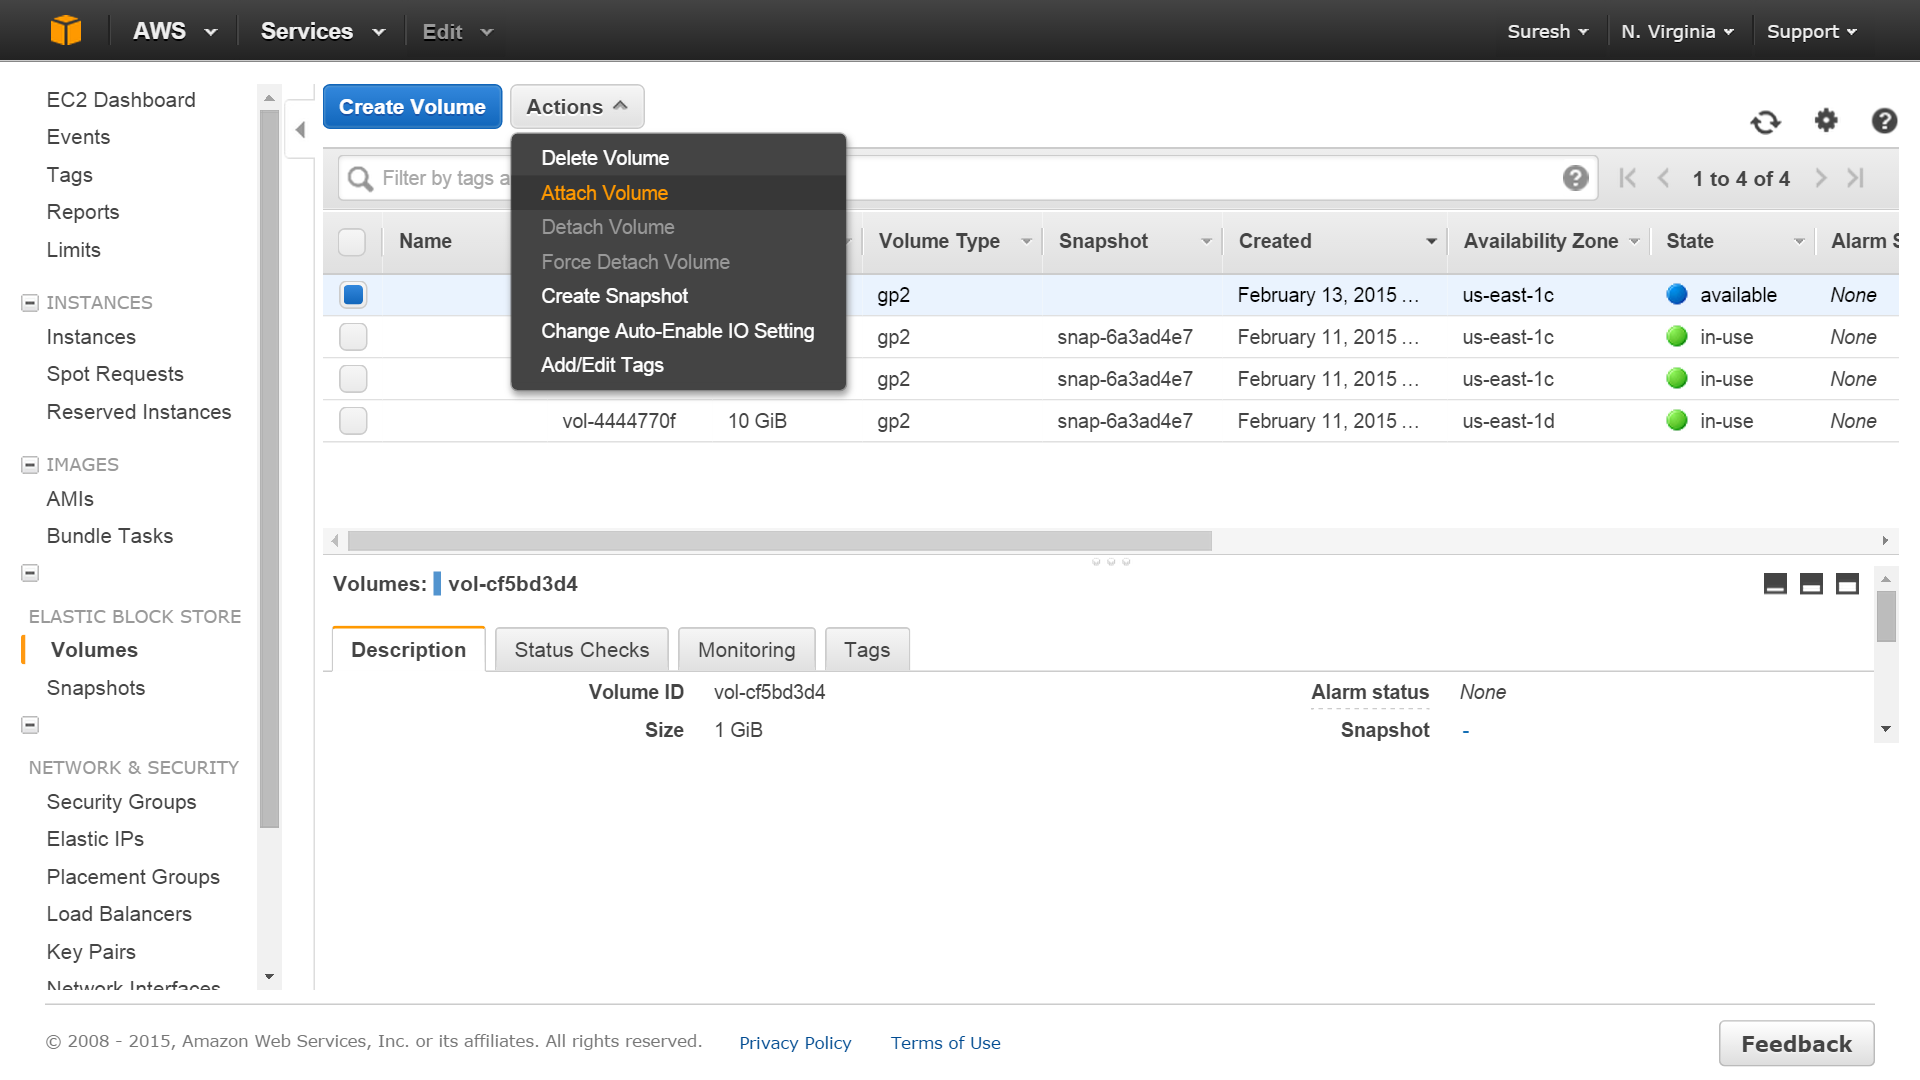 AWS Services Edit Suresh N. Virginia Support
EC2 Dashboard
Events
Tags
Reports
Limits
INSTANCES
Instances
Spot Requests
Reserved Instances
IMAGES
AMIs
Bundle Tasks
ELASTIC BLOCK STORE
Volumes
Snapshots
NETWORK & SECURITY
Security Groups
Elastic IPs
Placement Groups
Load Balancers
Key Pairs
Network Interfaces
Create Volume Actions
Delete Volume
Attach Volume
Detach Volume
Force Detach Volume
Create Snapshot
Change Auto-Enable IO Setting
Add/Edit Tags
Filter by tags a 1 to 4 of 4
Name Volume Type Snapshot Created Availability Zone State Alarm S
gp2 February 13, 2015 ... us-east-1c available None
gp2 snap-6a3ad4e7 February 11, 2015 ... us-east-1c in-use None
gp2 snap-6a3ad4e7 February 11, 2015 ... us-east-1c in-use None
vol-4444770f 10 GiB gp2 snap-6a3ad4e7 February 11, 2015 ... us-east-1d in-use None
Volumes: vol-cf5bd3d4
Description Status Checks Monitoring Tags
Volume ID vol-cf5bd3d4 Alarm status None
Size 1 GiB Snapshot -
© 2008 - 2015, Amazon Web Services, Inc. or its affiliates. All rights reserved. Privacy Policy Terms of Use Feedback